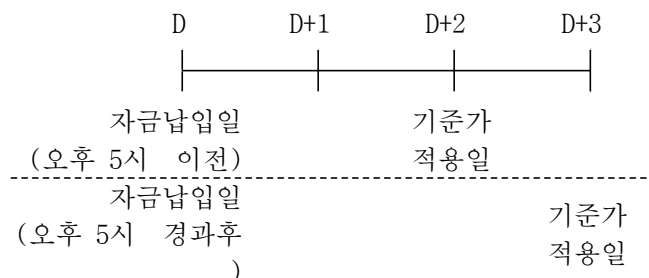 D D+1 D+2 D+3
자금납입일 기준가
(오후 5시 이전) 적용일
자금납입일
(오후 5시 경과후
)
기준가
적용일